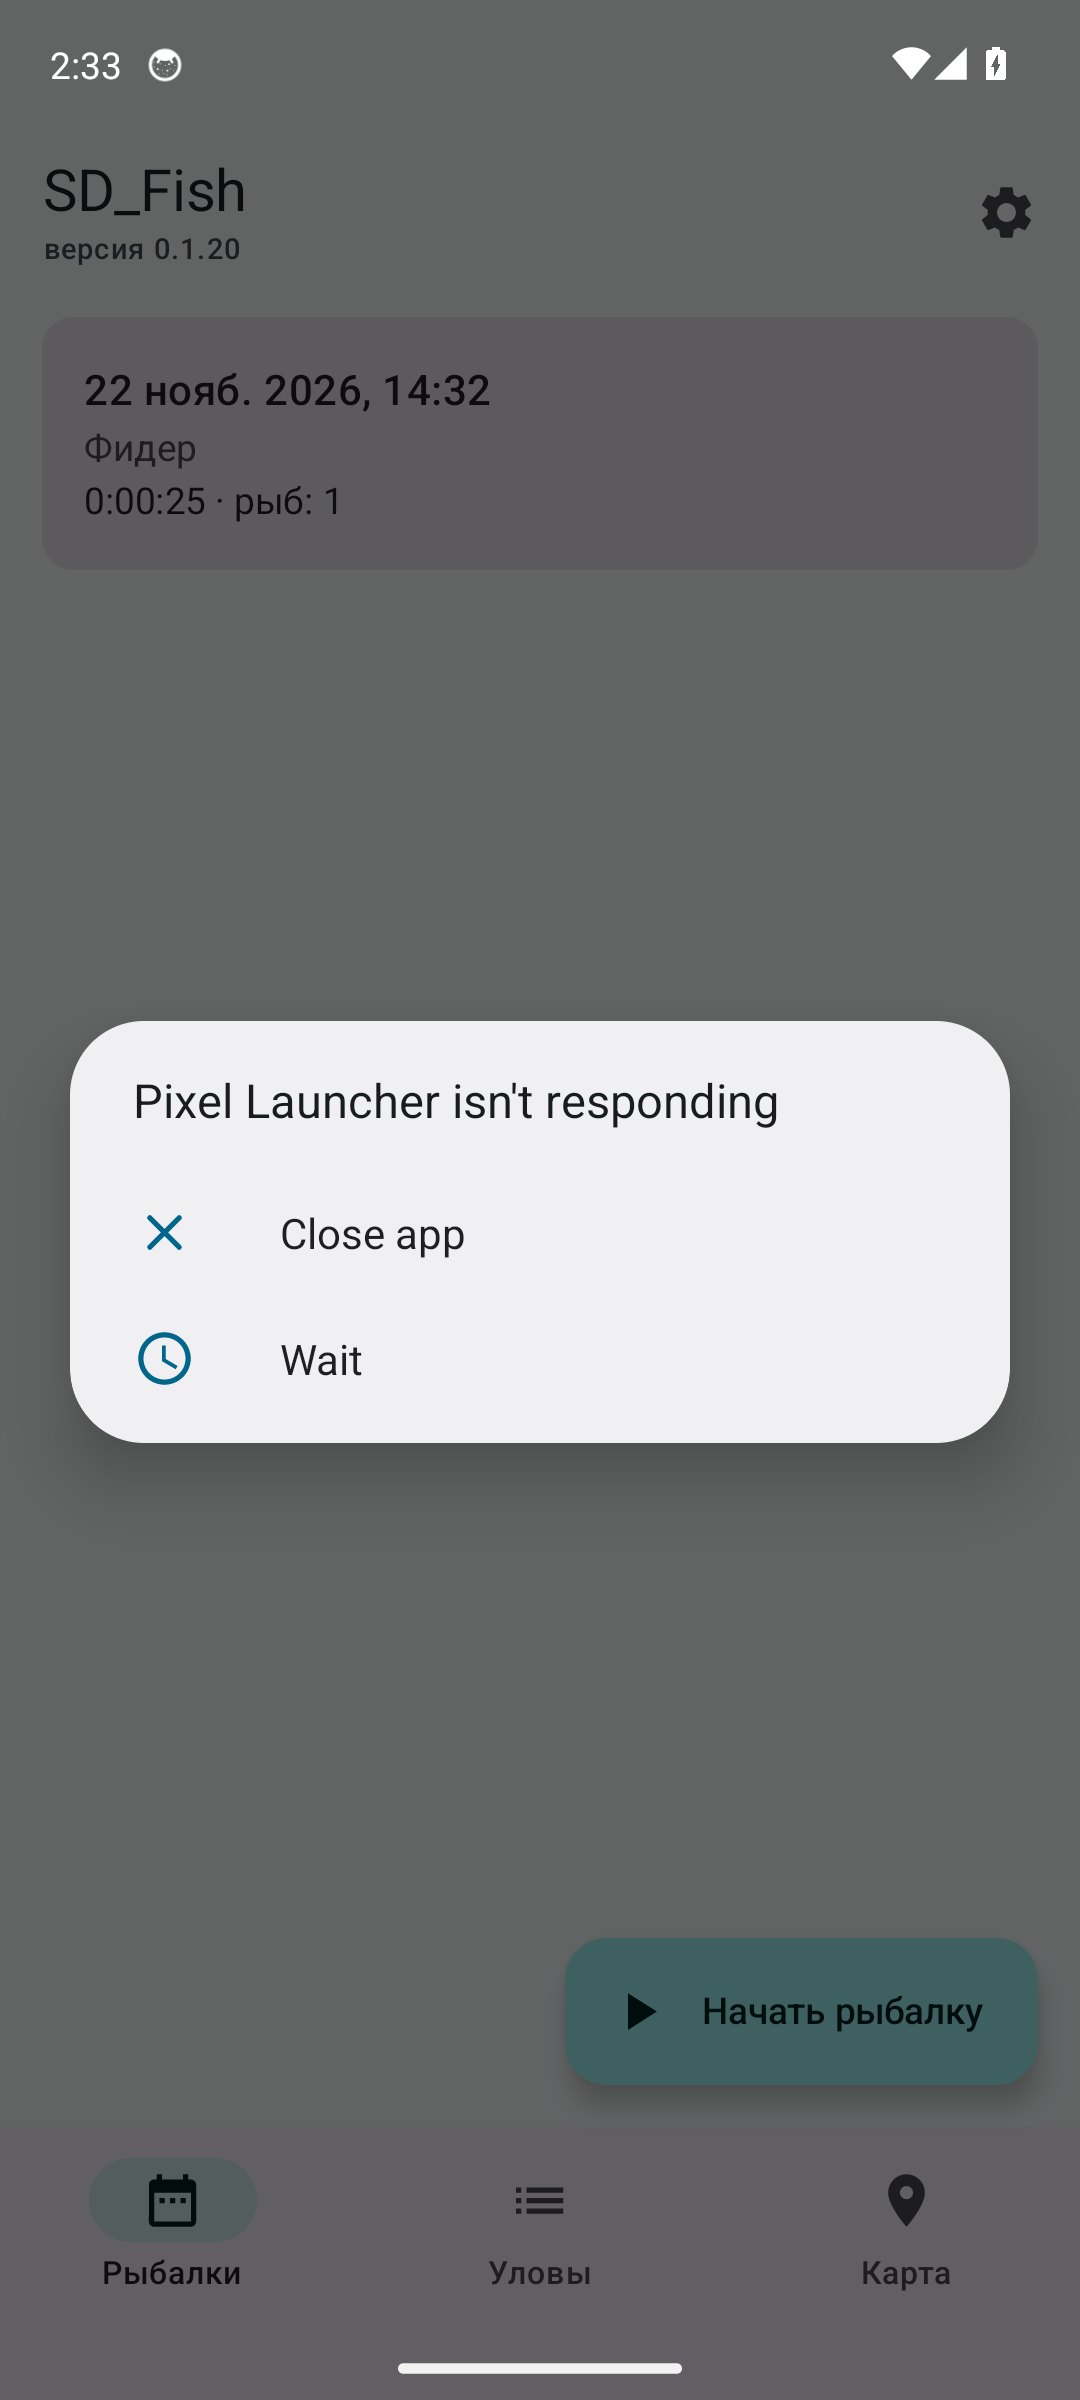 2:33
SD_Fish
версия 0.1.20
22 нояб. 2026, 14:32
Фидер
0:00:25 · рыб: 1
Pixel Launcher isn't responding
Close app
Wait
Начать рыбалку
Рыбалки
Уловы
Карта